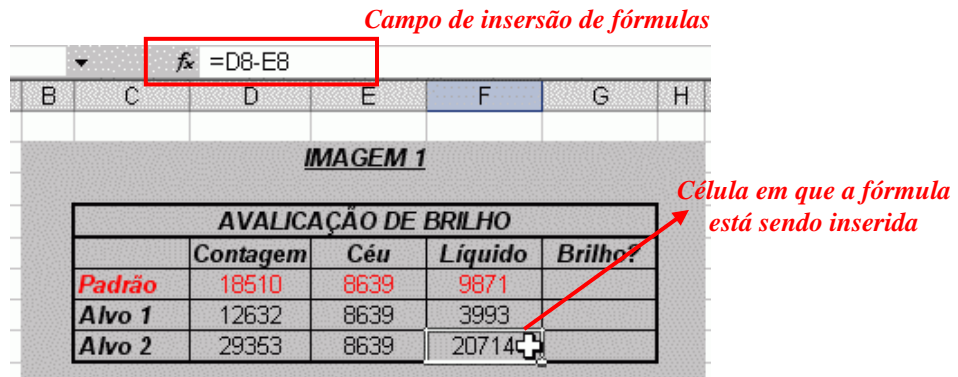 Campo de insersão de fórmulas
fx =D8-E8
B C D E F G H
IMAGEM 1
Célula em que a fórmula
está sendo inserida
AVALICAÇÃO DE BRILHO
Contagem Céu Líquido Brilho?
Padrão 18510 8639 9871
Alvo 1 12632 8639 3993
Alvo 2 29353 8639 20714